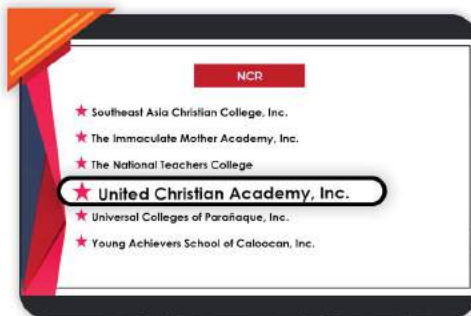 NCR
Southeast Asia Christian College, Inc.
The Immaculate Mother Academy, Inc.
The National Teachers College
United Christian Academy, Inc.
Universal Colleges of Parañaque, Inc.
Young Achievers School of Caloocan, Inc.